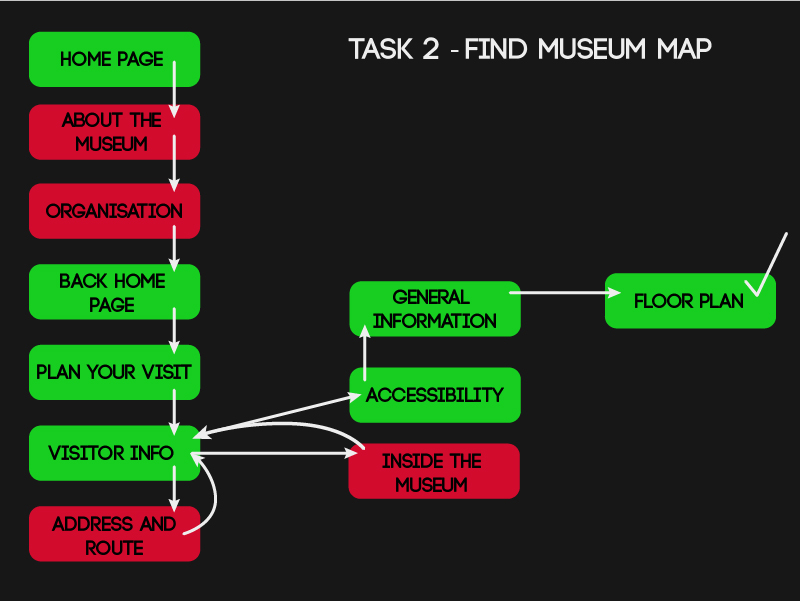 TASK 2 - FIND MUSEUM MAP
HOME PAGE
ABOUT THE
MUSEUM
ORGANISATION
BACK HOME
PAGE
PLAN YOUR VISIT
VISITOR INFO
ADDRESS AND
ROUTE
INSIDE THE
MUSEUM
ACCESSIBILITY
GENERAL
INFORMATION
FLOOR PLAN